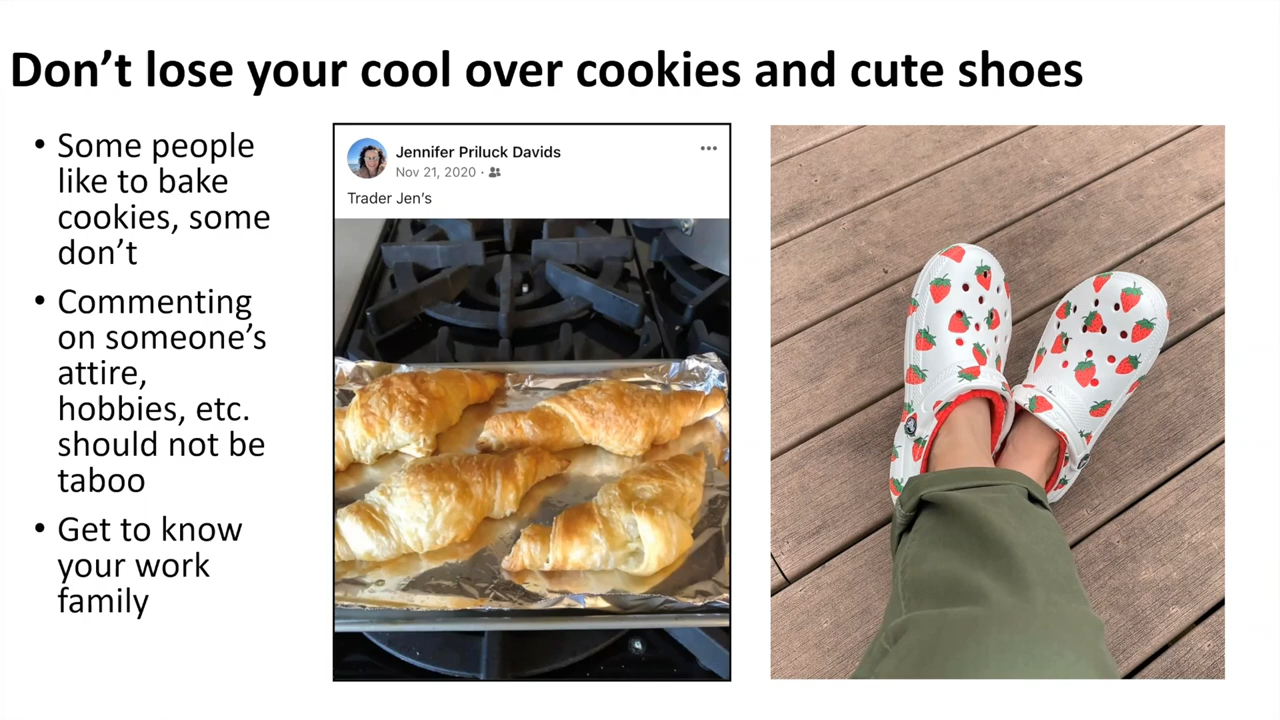 Don’t lose your cool over cookies and cute shoes
• Some people
like to bake
cookies, some
don’t
• Commenting
on someone’s
attire,
hobbies, etc.
should not be
taboo
• Get to know
your work
family
Jennifer Priluck Davids
Nov 21, 2020 ·
Trader Jen’s